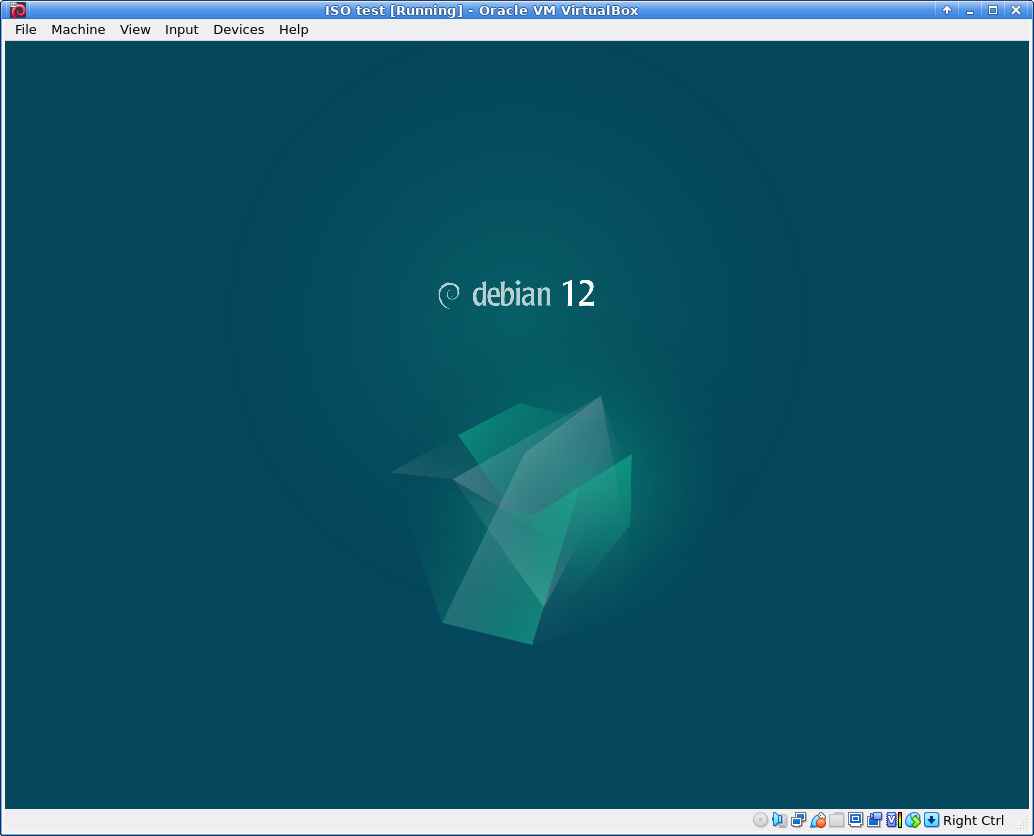 ISO test [Running] - Oracle VM VirtualBox
File Machine View Input Devices Help
debian 12
Right Ctrl